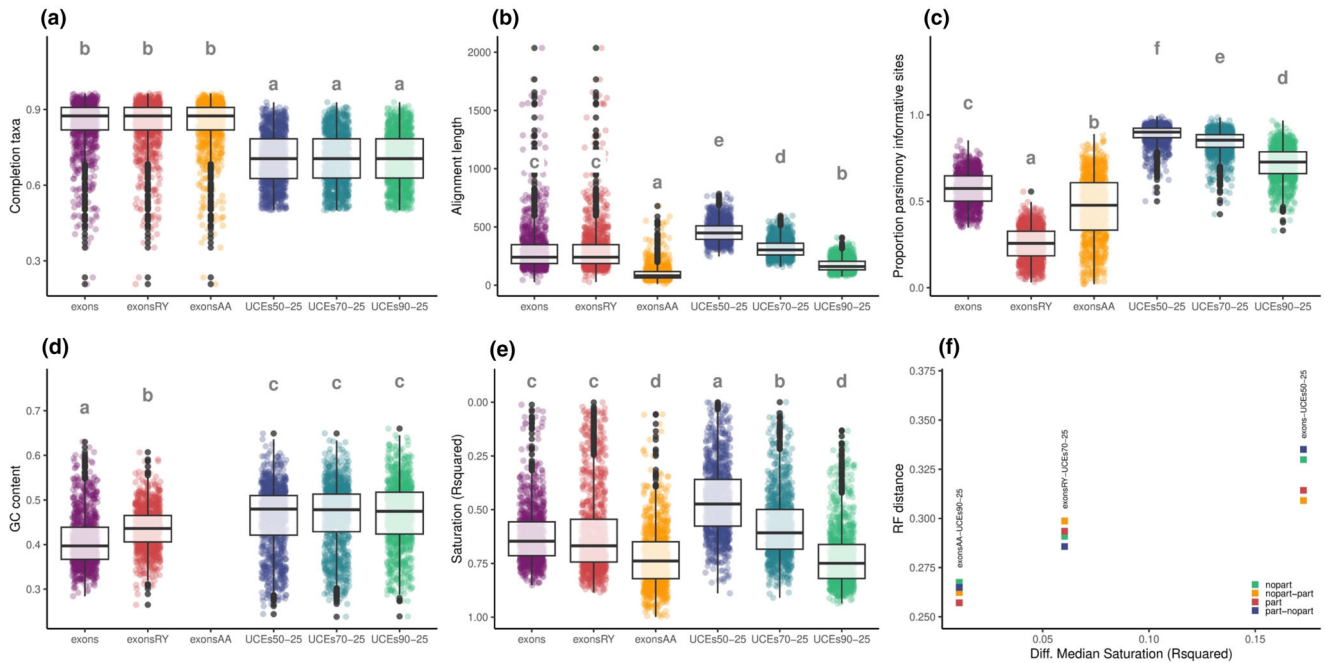 (a)
b b b a a a
Completion taxa
0.9
0.6
0.3
exons exonsRY exonsAA UCEs50-25 UCEs70-25 UCEs90-25
(b)
c c a e d b
Alignment length
2000
1500
1000
500
0
exons exonsRY exonsAA UCEs50-25 UCEs70-25 UCEs90-25
(c)
c a b f e d
Proportion parsimony informative sites
1.0
0.5
0.0
exons exonsRY exonsAA UCEs50-25 UCEs70-25 UCEs90-25
(d)
a b c c c
GC content
0.7
0.6
0.5
0.4
0.3
exons exonsRY exonsAA UCEs50-25 UCEs70-25 UCEs90-25
(e)
c c d a b d
Saturation (Rsquared)
0.00
0.25
0.50
0.75
1.00
exons exonsRY exonsAA UCEs50-25 UCEs70-25 UCEs90-25
(f)
RF distance
0.375
0.350
0.325
0.300
0.275
0.250
exonsAA-UCEs90-25
exonsRY-UCEs70-25
exons-UCEs50-25
nopart
nopart-part
part
part-nopart
0.05 0.10 0.15
Diff. Median Saturation (Rsquared)